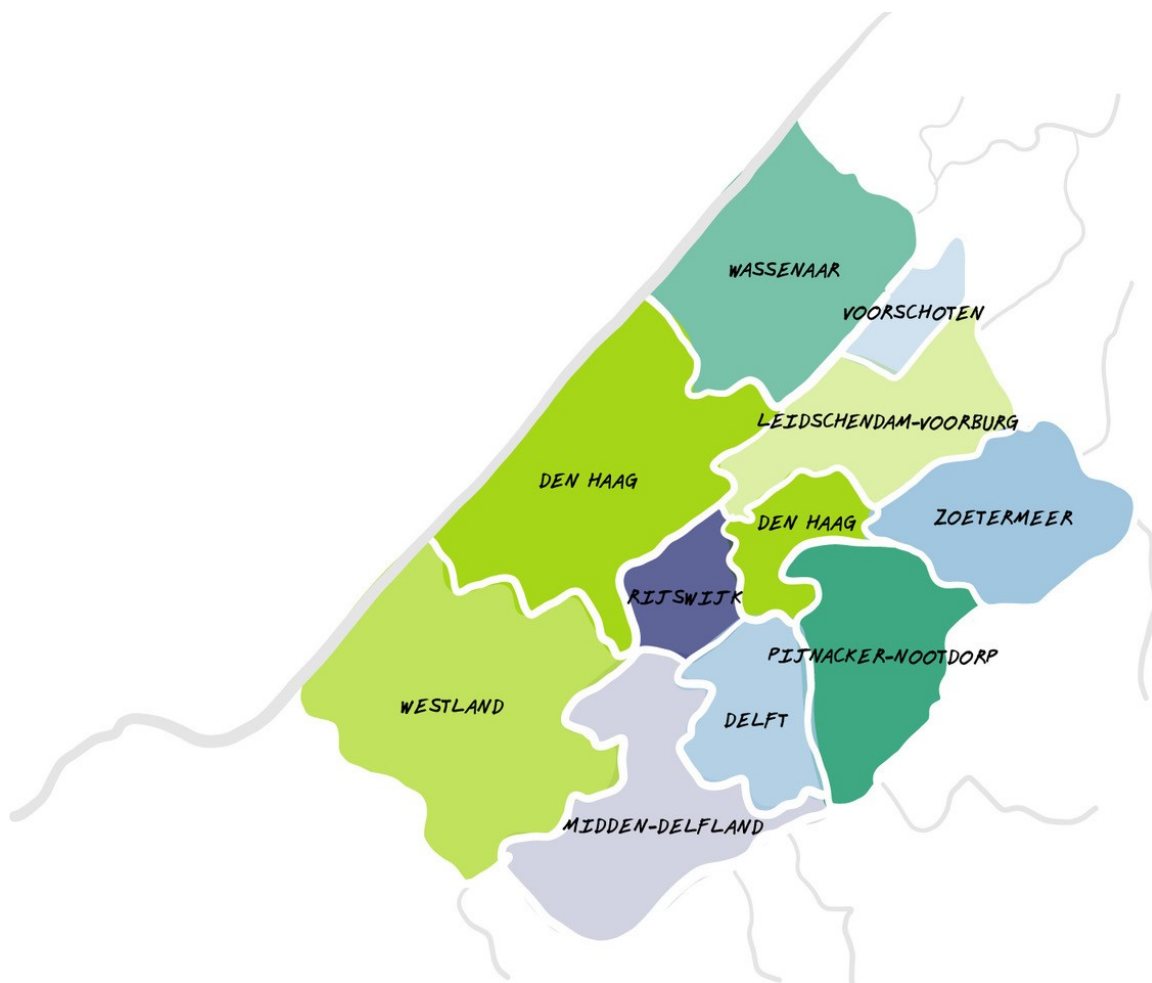 WASSENAAR
VOORSCHOTEN
LEIDSCHENDAM-VOORBURG
DEN HAAG
DEN HAAG
ZOETERMEER
RIJSWIJK
PIJNACKER-NOOTDORP
WESTLAND
DELFT
MIDDEN-DELFLAND